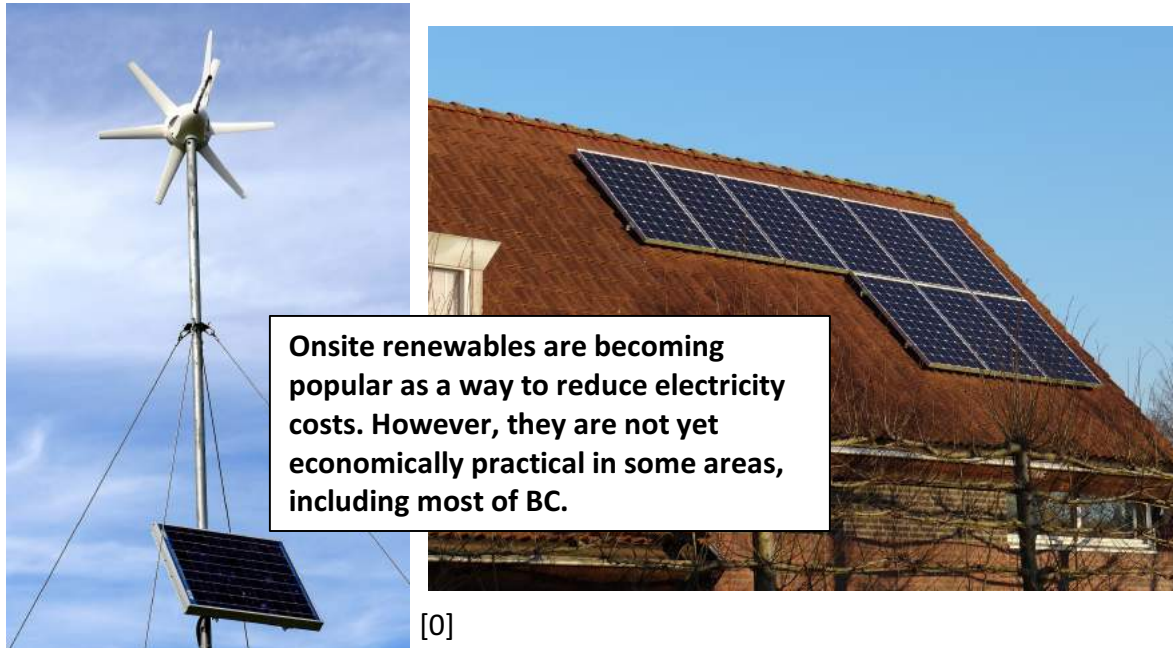 Onsite renewables are becoming
popular as a way to reduce electricity
costs. However, they are not yet
economically practical in some areas,
including most of BC.
[0]